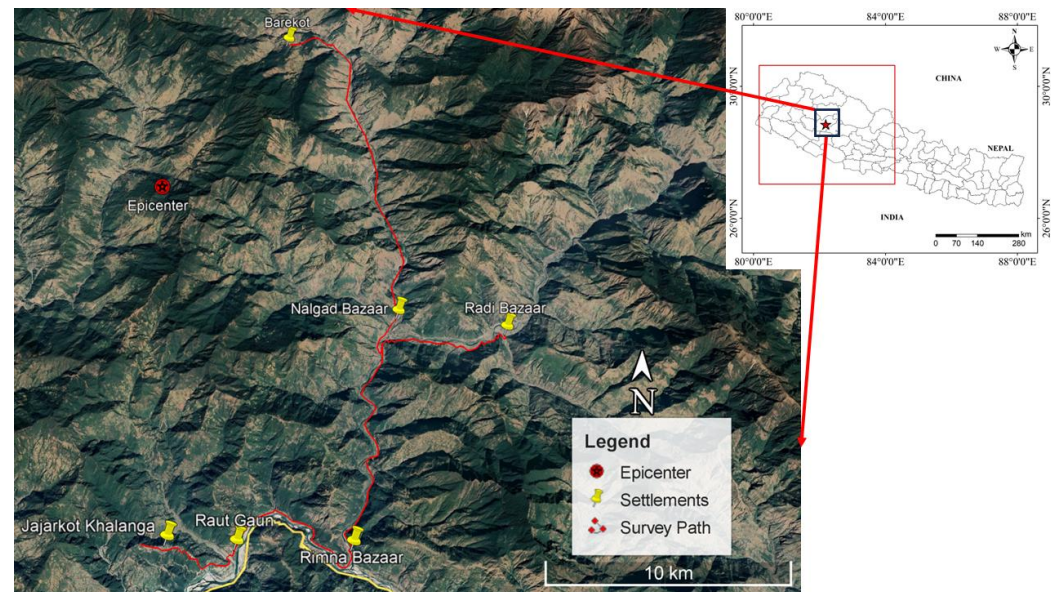 Barekot
Epicenter
Nalgad Bazaar
Radi Bazaar
N
Legend
Epicenter
Settlements
Survey Path
Jajarkot Khalanga
Raut Gaun
Rimna Bazaar
10 km
80°0'0"E
84°0'0"E
88°0'0"E
N
W
E
S
CHINA
30°0'0"N
30°0'0"N
NEPAL
INDIA
26°0'0"N
26°0'0"N
km
0 70 140 280
80°0'0"E
84°0'0"E
88°0'0"E